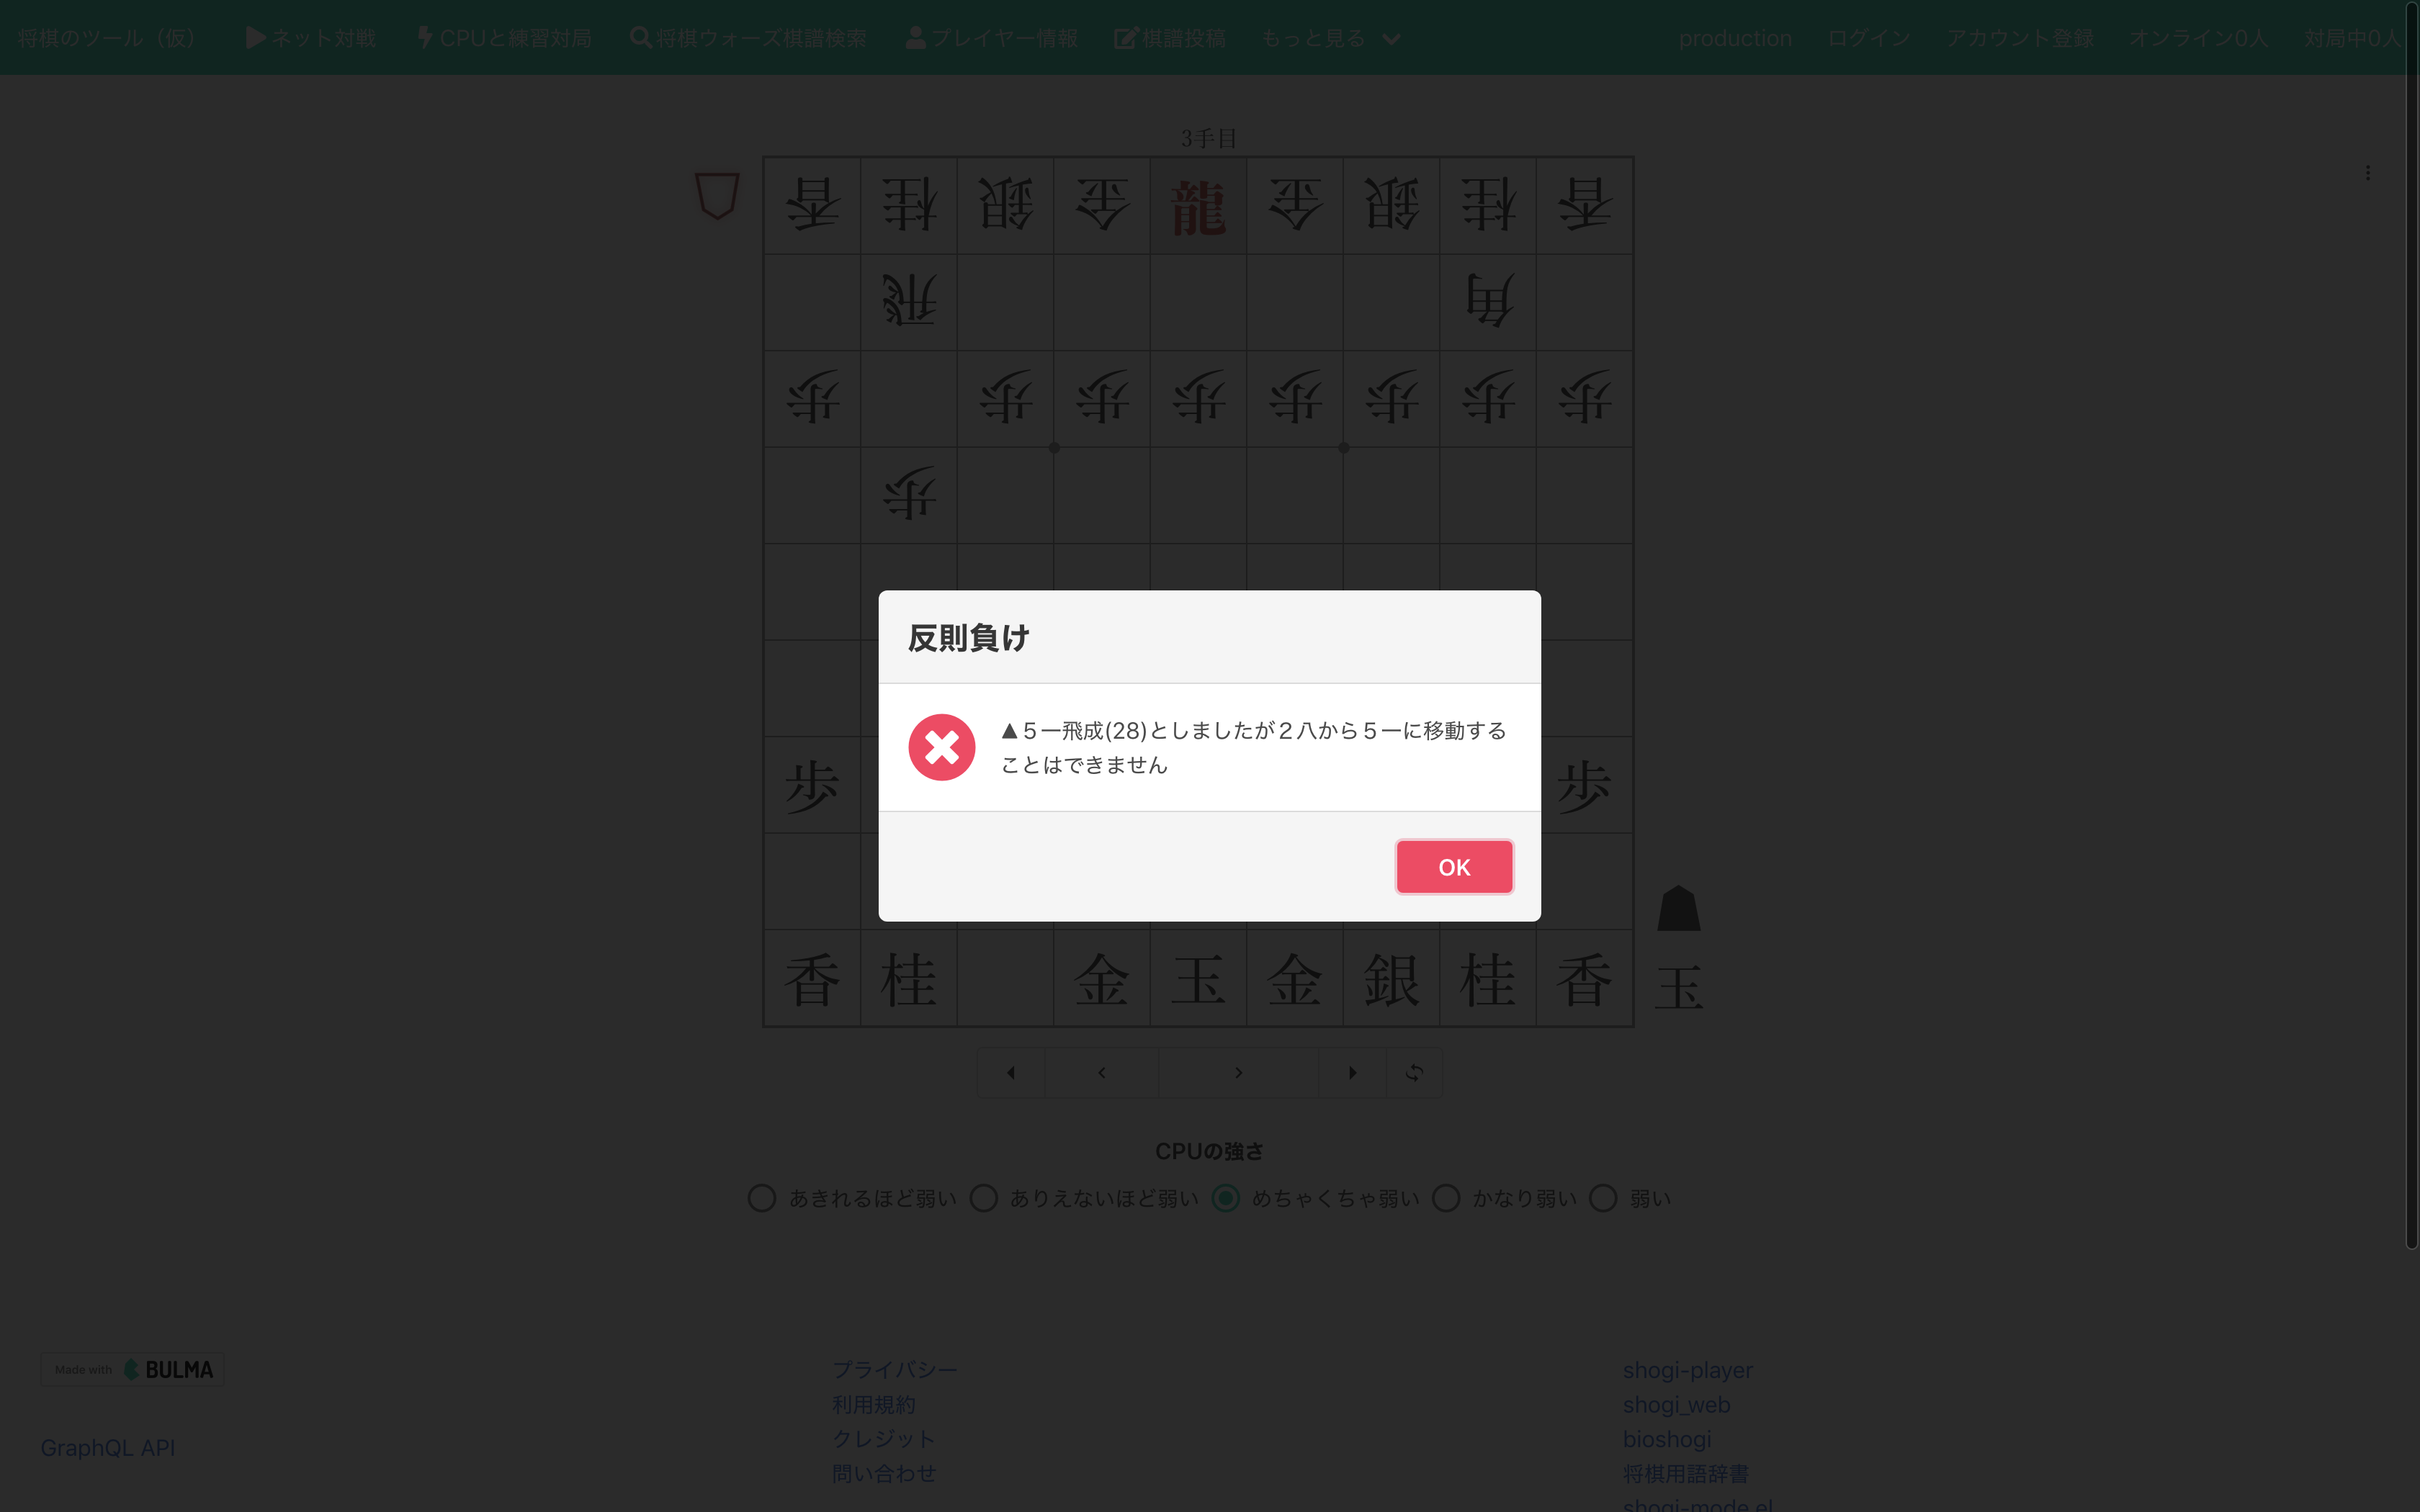 将棋のツール（仮） ネット対戦 CPUと練習対局 将棋ウォーズ棋譜検索 プレイヤー情報 棋譜投稿 もっと見る production ログイン アカウント登録 オンライン0人 対局中0人
3手目
香 桂 銀 金 龍 金 銀 桂 香
飛 角
歩 歩 歩 歩 歩 歩 歩 歩
歩
反則負け
▲５一飛成(28)としましたが２八から５一に移動する
ことはできません
歩 歩
OK
香 桂 金 玉 金 銀 桂 香 玉
CPUの強さ
あきれるほど弱い ありえないほど弱い めちゃくちゃ弱い かなり弱い 弱い
Made with BULMA
GraphQL API
プライバシー
利用規約
クレジット
問い合わせ
shogi-player
shogi_web
bioshogi
将棋用語辞書
shogi-mode.el